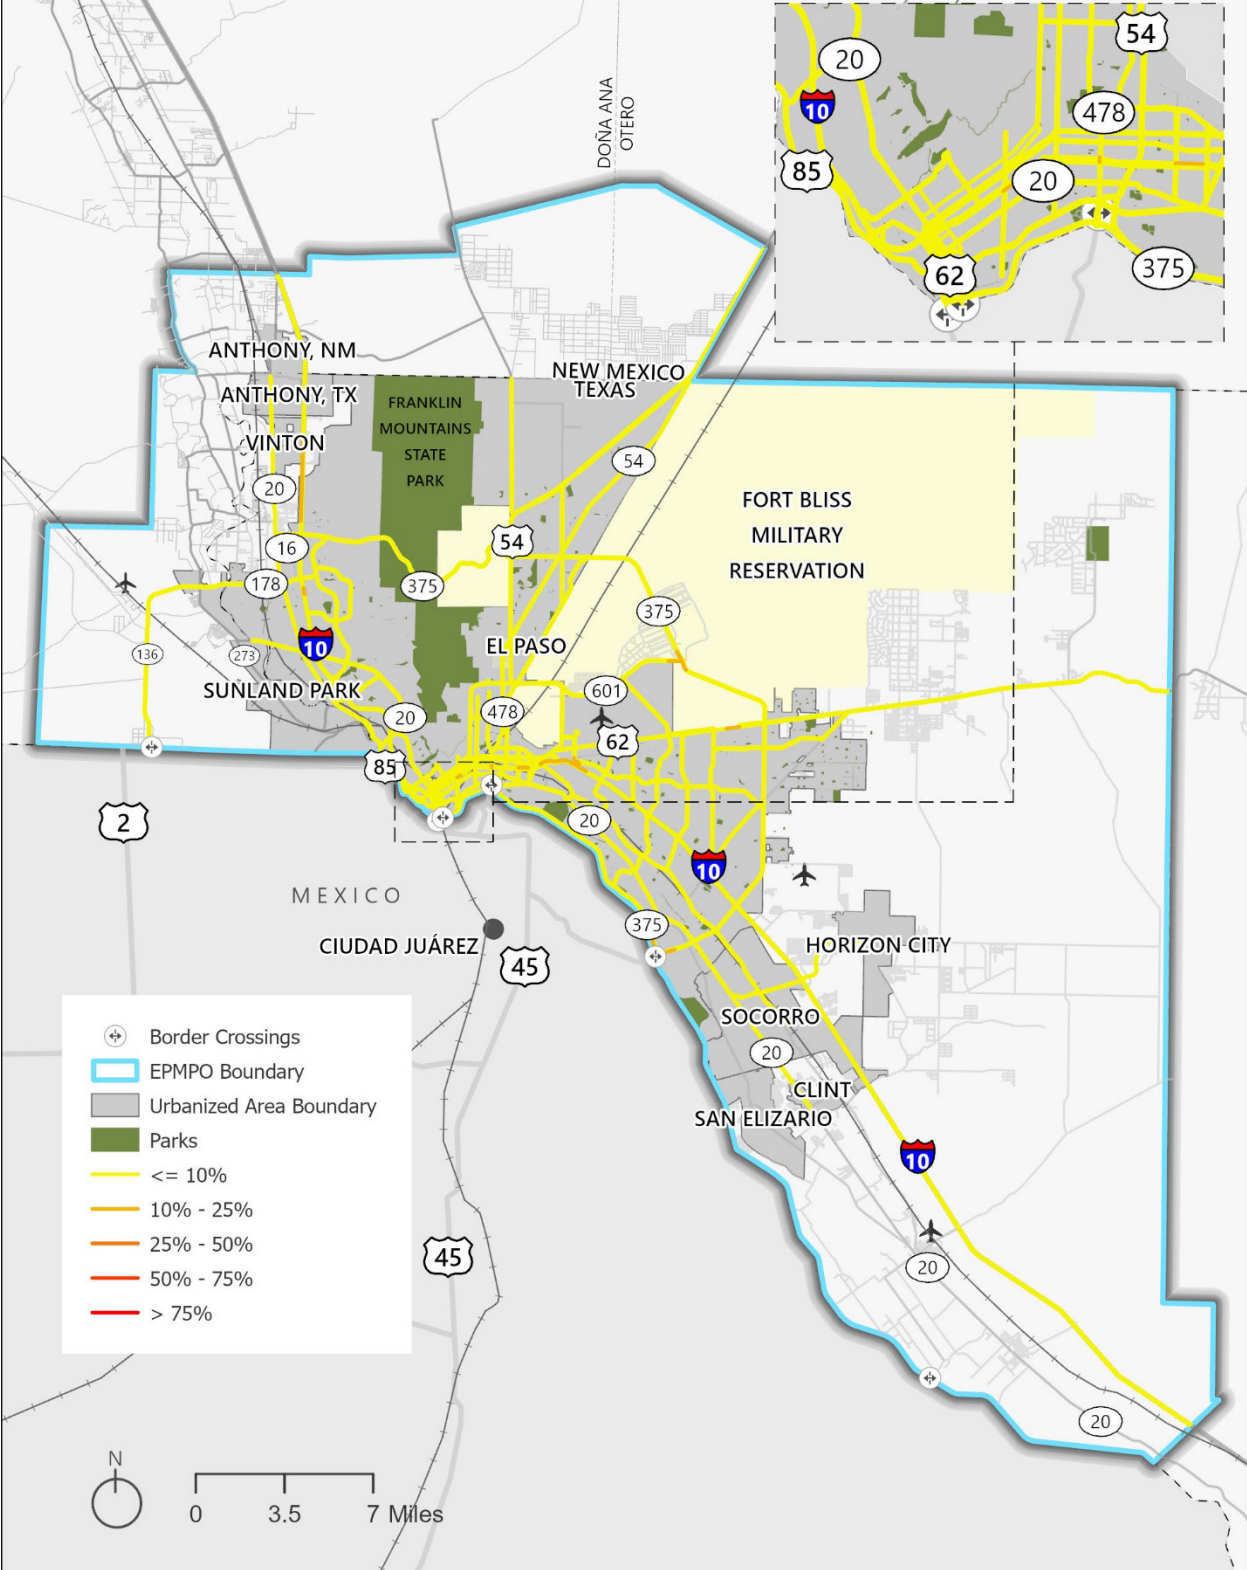 54
20
10
478
85
20
62
375
DOÑA ANA
OTERO
ANTHONY, NM
NEW MEXICO
TEXAS
ANTHONY, TX
FRANKLIN
MOUNTAINS
STATE
PARK
VINTON
54
20
FORT BLISS
MILITARY
RESERVATION
16
54
178
375
375
10
EL PASO
136
273
SUNLAND PARK
601
20
478
62
85
2
20
10
MEXICO
375
CIUDAD JUÁREZ
45
HORIZON CITY
SOCORRO
20
CLINT
SAN ELIZARIO
10
45
20
20
Border Crossings
EPMPO Boundary
Urbanized Area Boundary
Parks
<= 10%
10% - 25%
25% - 50%
50% - 75%
> 75%
N
0 3.5 7 Miles